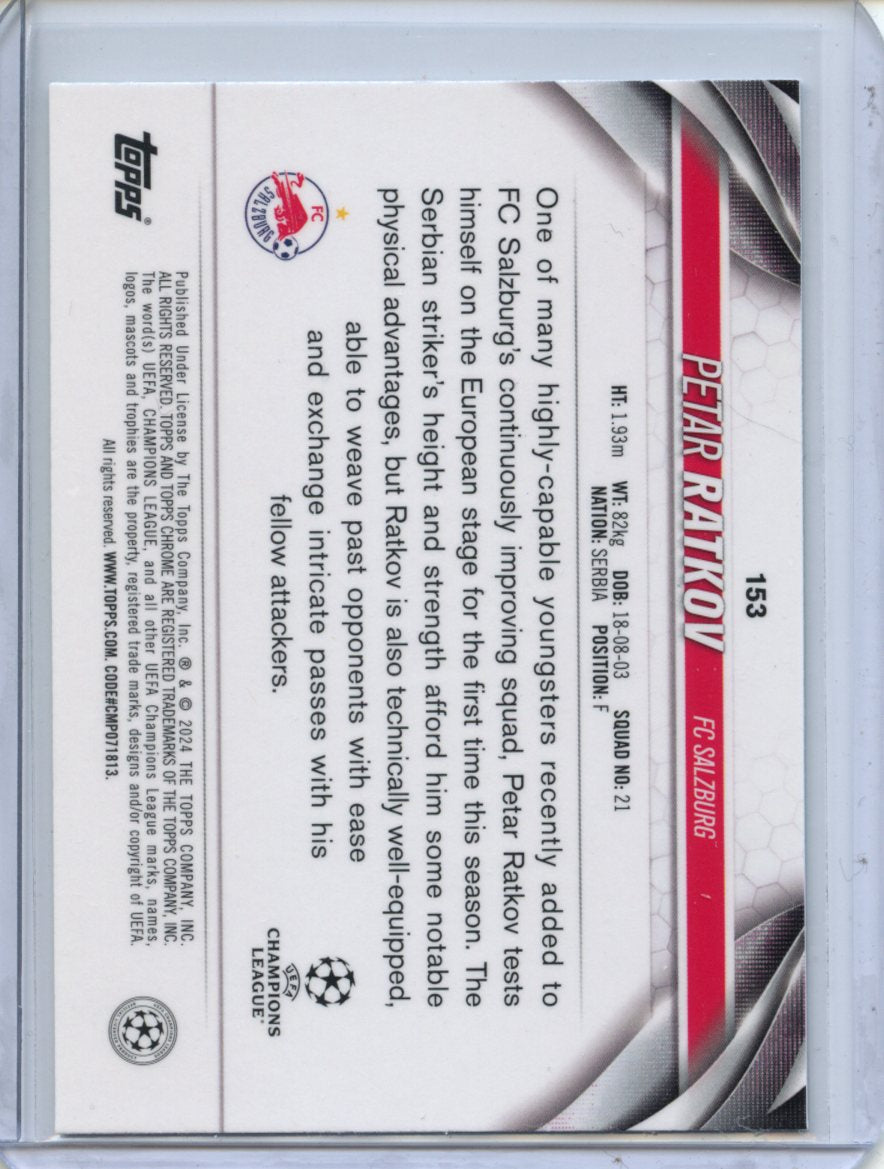 153
PETAR RATKOV FC SALZBURG™
HT: 1.93m WT: 82kg DOB: 18-08-03 SQUAD NO: 21
NATION: SERBIA POSITION: F
One of many highly-capable youngsters recently added to
FC Salzburg's continuously improving squad, Petar Ratkov tests
himself on the European stage for the first time this season. The
Serbian striker's height and strength afford him some notable
physical advantages, but Ratkov is also technically well-equipped,
able to weave past opponents with ease
and exchange intricate passes with his
fellow attackers.
FC
SALZBURG
UEFA
CHAMPIONS
LEAGUE®
topps®
Published Under License by The Topps Company, Inc. ® & © 2024 THE TOPPS COMPANY, INC.
ALL RIGHTS RESERVED. TOPPS AND TOPPS CHROME ARE REGISTERED TRADEMARKS OF THE TOPPS COMPANY, INC.
The word(s) UEFA, CHAMPIONS LEAGUE, and all other UEFA Champions League marks, names,
logos, mascots and trophies are the property, registered trade marks, designs and/or copyright of UEFA.
All rights reserved. WWW.TOPPS.COM. CODE#CMP071813.